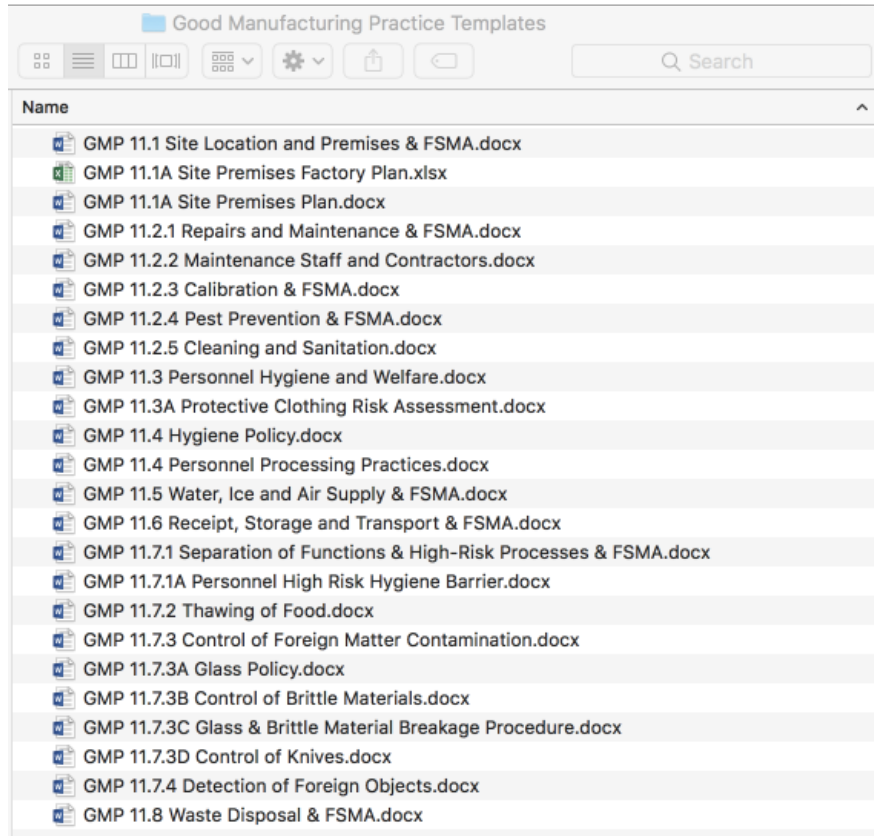 Good Manufacturing Practice Templates
Search
Name
GMP 11.1 Site Location and Premises & FSMA.docx
GMP 11.1A Site Premises Factory Plan.xlsx
GMP 11.1A Site Premises Plan.docx
GMP 11.2.1 Repairs and Maintenance & FSMA.docx
GMP 11.2.2 Maintenance Staff and Contractors.docx
GMP 11.2.3 Calibration & FSMA.docx
GMP 11.2.4 Pest Prevention & FSMA.docx
GMP 11.2.5 Cleaning and Sanitation.docx
GMP 11.3 Personnel Hygiene and Welfare.docx
GMP 11.3A Protective Clothing Risk Assessment.docx
GMP 11.4 Hygiene Policy.docx
GMP 11.4 Personnel Processing Practices.docx
GMP 11.5 Water, Ice and Air Supply & FSMA.docx
GMP 11.6 Receipt, Storage and Transport & FSMA.docx
GMP 11.7.1 Separation of Functions & High-Risk Processes & FSMA.docx
GMP 11.7.1A Personnel High Risk Hygiene Barrier.docx
GMP 11.7.2 Thawing of Food.docx
GMP 11.7.3 Control of Foreign Matter Contamination.docx
GMP 11.7.3A Glass Policy.docx
GMP 11.7.3B Control of Brittle Materials.docx
GMP 11.7.3C Glass & Brittle Material Breakage Procedure.docx
GMP 11.7.3D Control of Knives.docx
GMP 11.7.4 Detection of Foreign Objects.docx
GMP 11.8 Waste Disposal & FSMA.docx